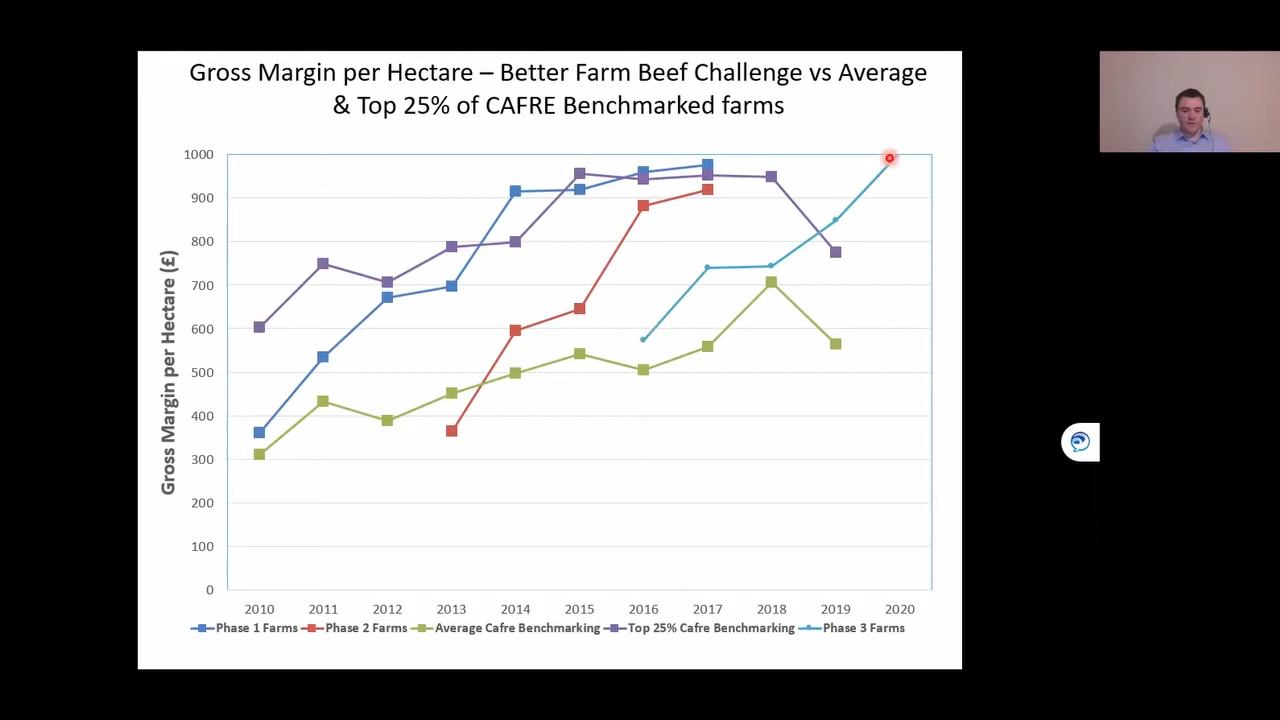 Gross Margin per Hectare – Better Farm Beef Challenge vs Average
& Top 25% of CAFRE Benchmarked farms
Gross Margin per Hectare (£)
1000
900
800
700
600
500
400
300
200
100
0
2010 2011 2012 2013 2014 2015 2016 2017 2018 2019 2020
Phase 1 Farms Phase 2 Farms Average Cafre Benchmarking Top 25% Cafre Benchmarking Phase 3 Farms